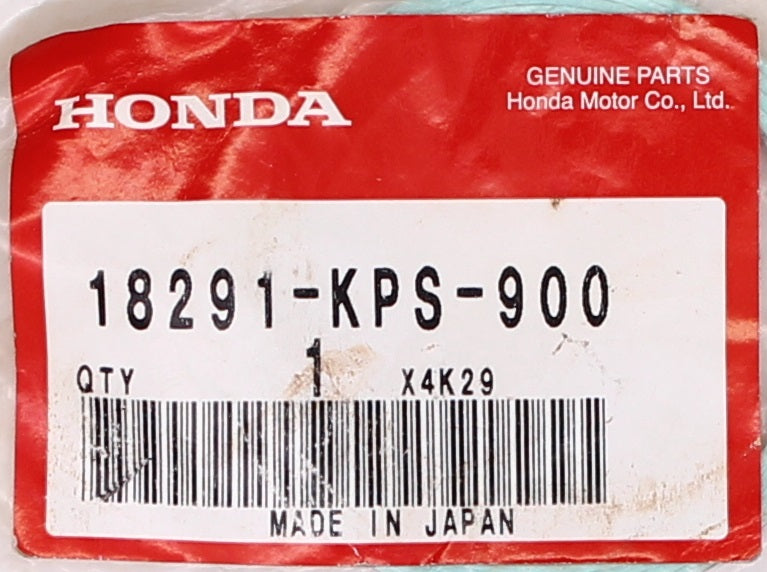 HONDA
GENUINE PARTS
Honda Motor Co., Ltd.
18291-KPS-900
QTY 1 X4K29
MADE IN JAPAN